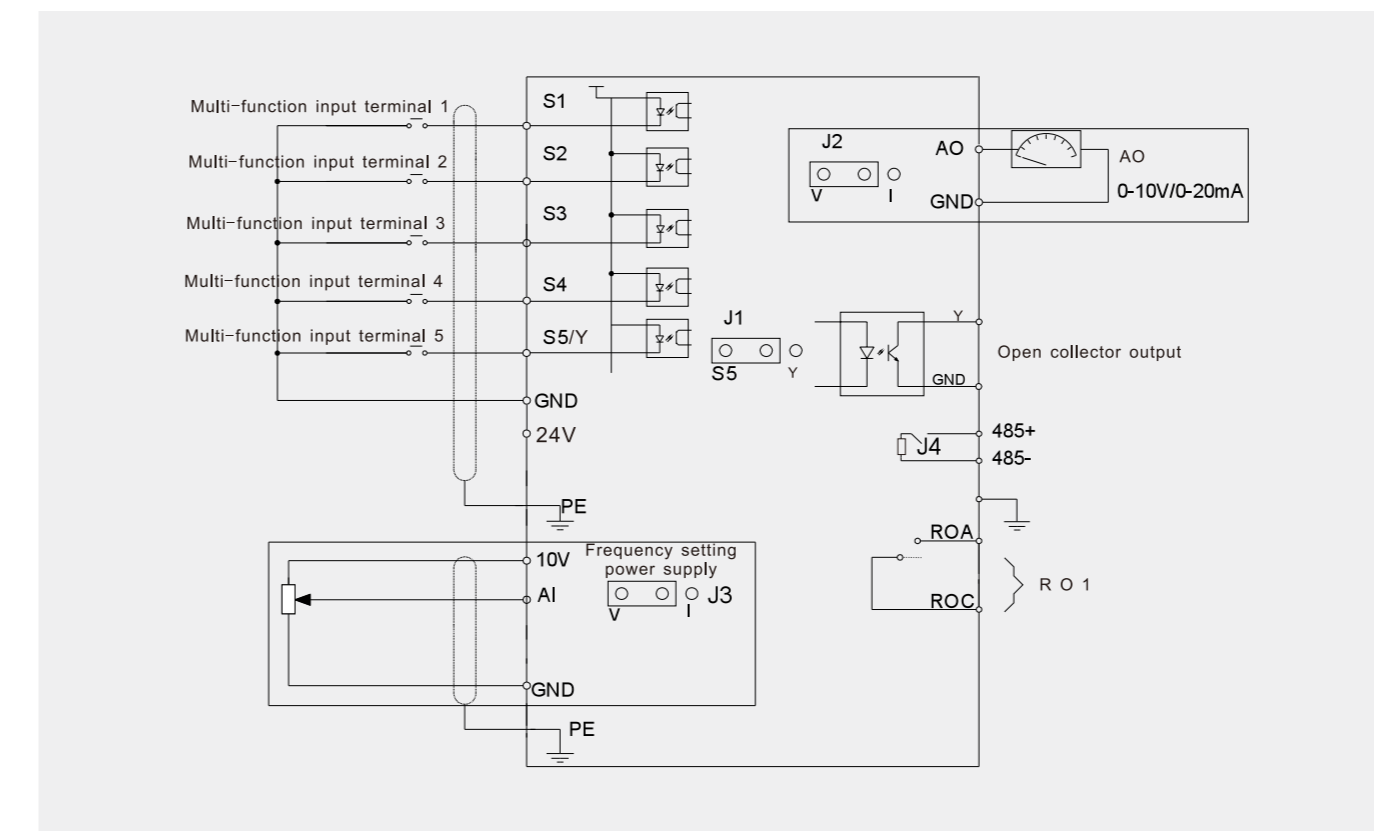 Multi-function input terminal 1
S1
Multi-function input terminal 2
S2
Multi-function input terminal 3
S3
Multi-function input terminal 4
S4
Multi-function input terminal 5
S5/Y
GND
24V
PE
J2
V
I
AO
GND
AO
0-10V/0-20mA
J1
S5
Y
Y
GND
Open collector output
J4
485+
485-
ROA
ROC
RO1
10V
Frequency setting
power supply
AI
V
I
J3
GND
PE